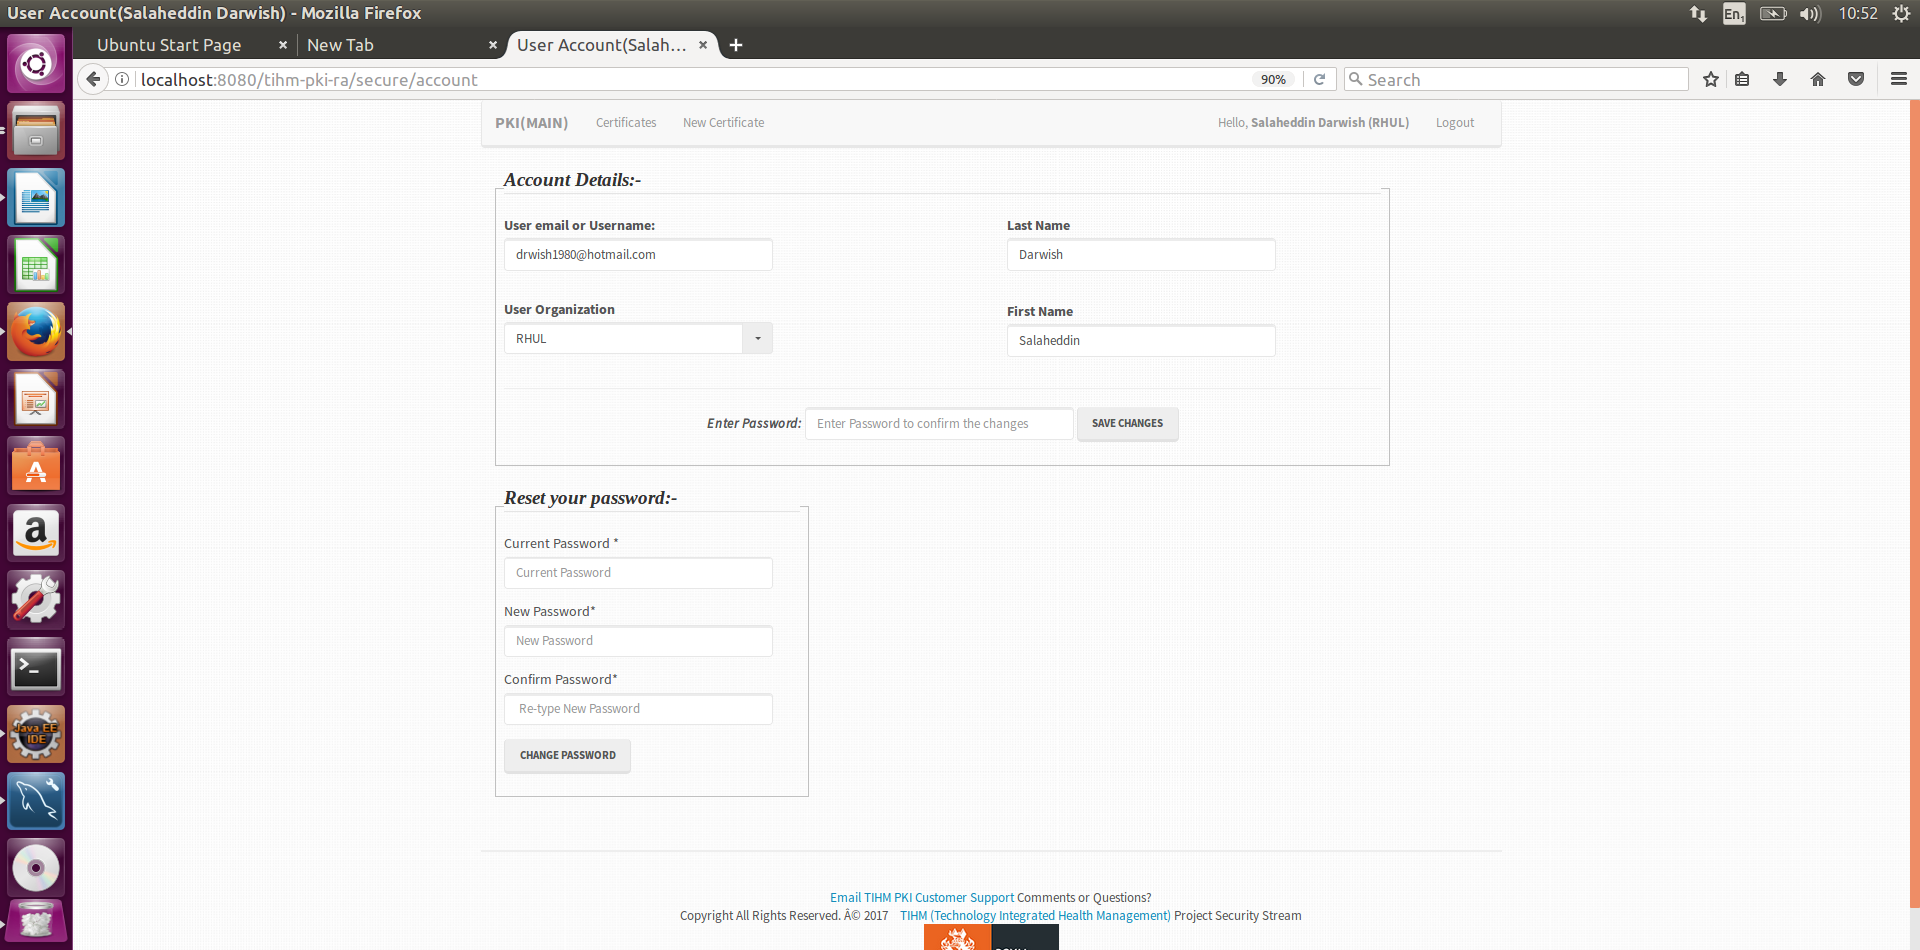 User Account(Salaheddin Darwish) - Mozilla Firefox
En1
10:52
Ubuntu Start Page
New Tab
User Account(Salah...
localhost:8080/tihm-pki-ra/secure/account
90%
Search
PKI(MAIN)
Certificates
New Certificate
Hello, Salaheddin Darwish (RHUL)
Logout
Account Details:-
User email or Username:
Last Name
drwish1980@hotmail.com
Darwish
User Organization
First Name
RHUL
Salaheddin
Enter Password:
Enter Password to confirm the changes
SAVE CHANGES
Reset your password:-
Current Password *
Current Password
New Password*
New Password
Confirm Password*
Re-type New Password
CHANGE PASSWORD
Java EE
IDE
Email TIHM PKI Customer Support Comments or Questions?
Copyright All Rights Reserved. Â© 2017 TIHM (Technology Integrated Health Management) Project Security Stream